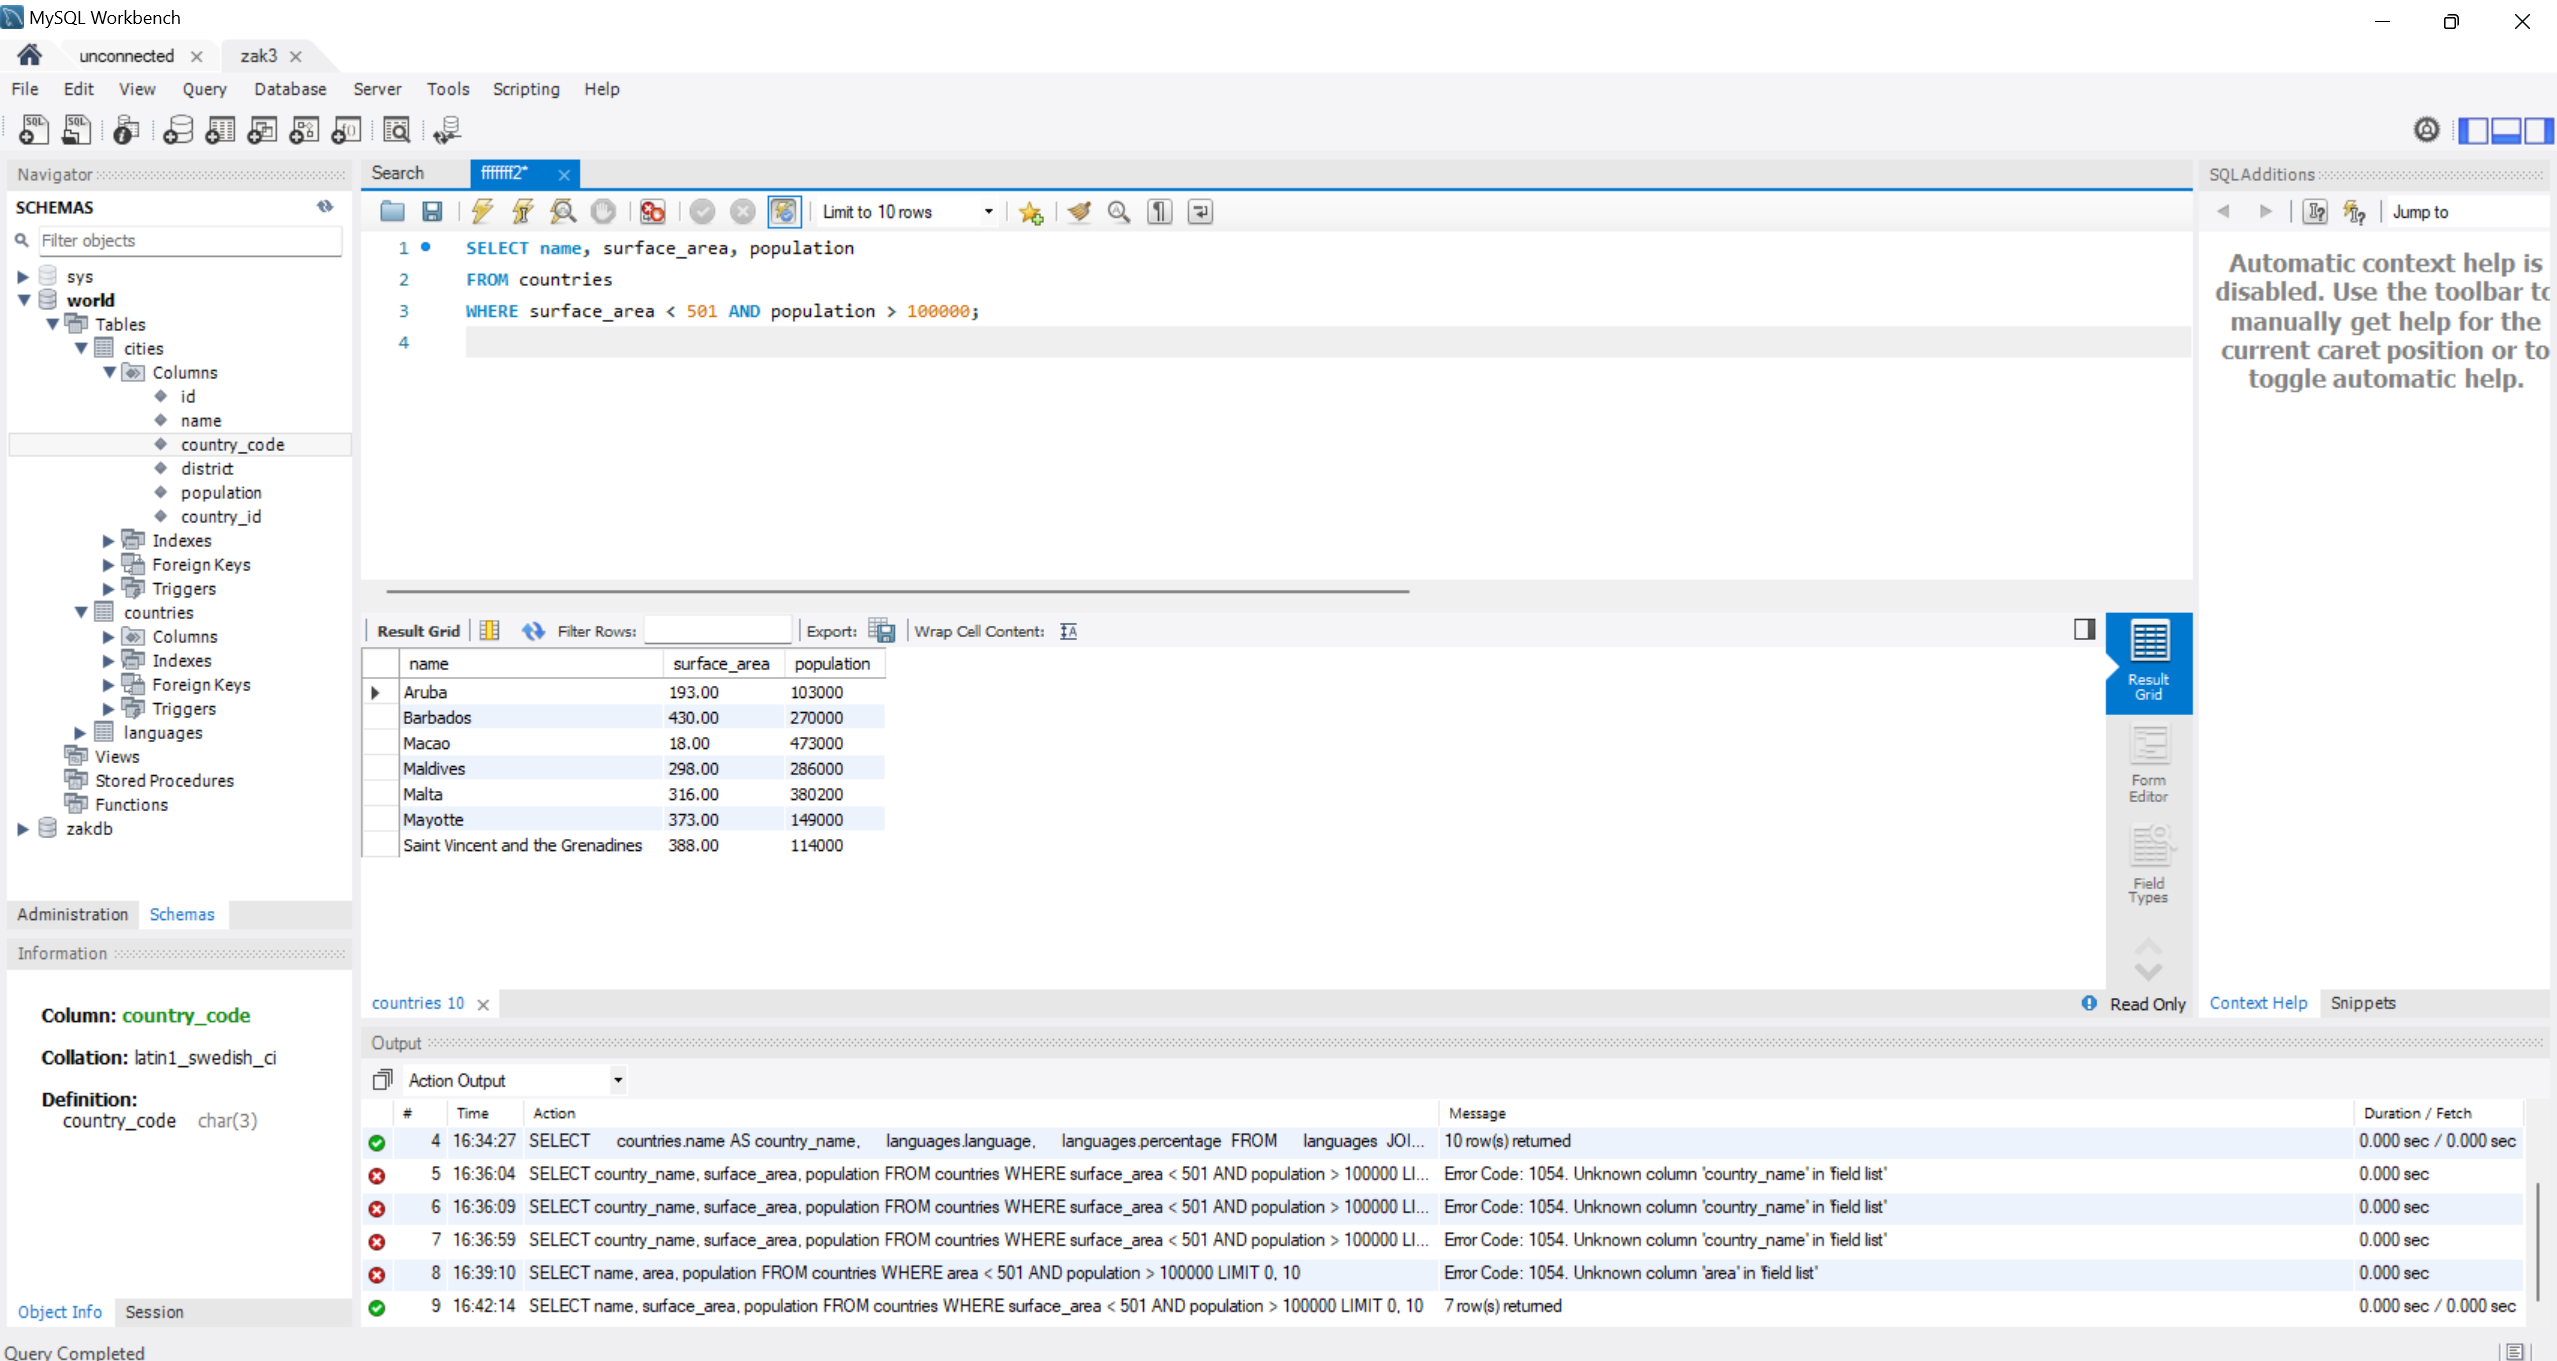 MySQL Workbench
unconnected
zak3
File Edit View Query Database Server Tools Scripting Help
Navigator
SCHEMAS
Filter objects
sys
world
Tables
cities
Columns
id
name
country_code
district
population
country_id
Indexes
Foreign Keys
Triggers
countries
Columns
Indexes
Foreign Keys
Triggers
languages
Views
Stored Procedures
Functions
zakdb
Administration Schemas
Information
Column: country_code
Collation: latin1_swedish_ci
Definition:
country_code char(3)
Object Info Session
Query Completed
Search
fffffff2*
Limit to 10 rows
1 SELECT name, surface_area, population
2 FROM countries
3 WHERE surface_area < 501 AND population > 100000;
4
Result Grid Filter Rows: Export: Wrap Cell Content:
name surface_area population
Aruba 193.00 103000
Barbados 430.00 270000
Macao 18.00 473000
Maldives 298.00 286000
Malta 316.00 380200
Mayotte 373.00 149000
Saint Vincent and the Grenadines 388.00 114000
Result
Grid
Form
Editor
Field
Types
countries 10
Read Only
SQLAdditions
Jump to
Automatic context help is
disabled. Use the toolbar to
manually get help for the
current caret position or to
toggle automatic help.
Context Help Snippets
Output
Action Output
# Time Action Message Duration / Fetch
4 16:34:27 SELECT countries.name AS country_name, languages.language, languages.percentage FROM languages JOI... 10 row(s) returned 0.000 sec / 0.000 sec
5 16:36:04 SELECT country_name, surface_area, population FROM countries WHERE surface_area < 501 AND population > 100000 LI... Error Code: 1054. Unknown column 'country_name' in 'field list' 0.000 sec
6 16:36:09 SELECT country_name, surface_area, population FROM countries WHERE surface_area < 501 AND population > 100000 LI... Error Code: 1054. Unknown column 'country_name' in 'field list' 0.000 sec
7 16:36:59 SELECT country_name, surface_area, population FROM countries WHERE surface_area < 501 AND population > 100000 LI... Error Code: 1054. Unknown column 'country_name' in 'field list' 0.000 sec
8 16:39:10 SELECT name, area, population FROM countries WHERE area < 501 AND population > 100000 LIMIT 0, 10 Error Code: 1054. Unknown column 'area' in 'field list' 0.000 sec
9 16:42:14 SELECT name, surface_area, population FROM countries WHERE surface_area < 501 AND population > 100000 LIMIT 0, 10 7 row(s) returned 0.000 sec / 0.000 sec